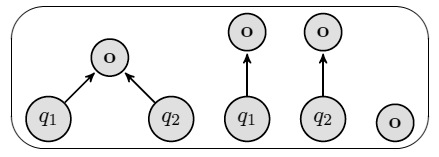 o o o
q₁ q₂ q₁ q₂ o